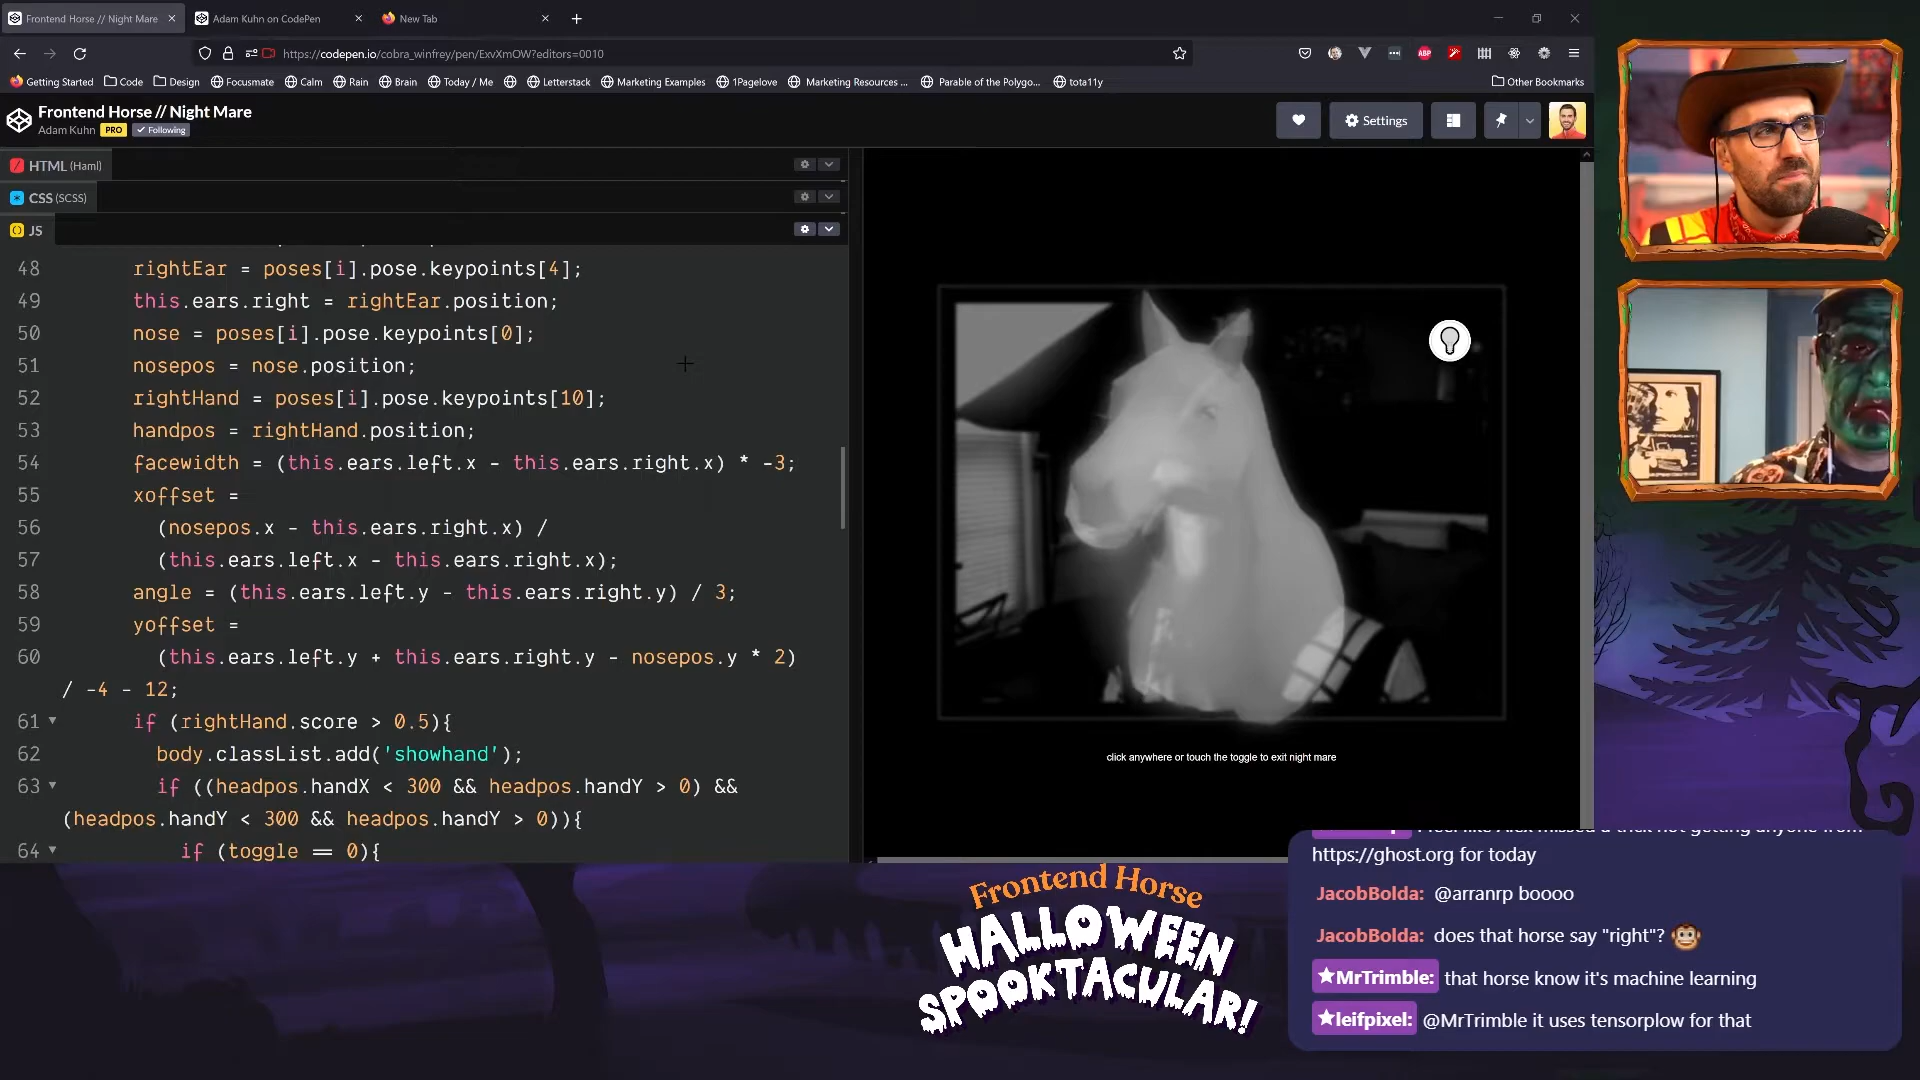 Frontend Horse // Night Mare
Adam Kuhn on CodePen
New Tab
https://codepen.io/cobra_winfrey/pen/ExvXmOW?editors=0010
ABP
Getting Started
Code
Design
Focusmate
Calm
Rain
Brain
Today / Me
Letterstack
Marketing Examples
1Pagelove
Marketing Resources ...
Parable of the Polygo...
tota11y
Other Bookmarks
Frontend Horse // Night Mare
Adam Kuhn PRO ✓ Following
Settings
HTML (Haml)
CSS (SCSS)
JS
48 rightEar = poses[i].pose.keypoints[4];
49 this.ears.right = rightEar.position;
50 nose = poses[i].pose.keypoints[0];
51 nosepos = nose.position;
52 rightHand = poses[i].pose.keypoints[10];
53 handpos = rightHand.position;
54 facewidth = (this.ears.left.x - this.ears.right.x) * -3;
55 xoffset =
56 (nosepos.x - this.ears.right.x) /
57 (this.ears.left.x - this.ears.right.x);
58 angle = (this.ears.left.y - this.ears.right.y) / 3;
59 yoffset =
60 (this.ears.left.y + this.ears.right.y - nosepos.y * 2)
/ -4 - 12;
61 if (rightHand.score > 0.5){
62 body.classList.add('showhand');
63 if ((headpos.handX < 300 && headpos.handY > 0) &&
(headpos.handY < 300 && headpos.handY > 0)){
64 if (toggle == 0){
click anywhere or touch the toggle to exit night mare
Frontend Horse
HALLOWEEN
SPOOKTACULAR!
https://ghost.org for today
JacobBolda: @arranrp boooo
JacobBolda: does that horse say "right"?
MrTrimble: that horse know it's machine learning
leifpixel: @MrTrimble it uses tensorplow for that